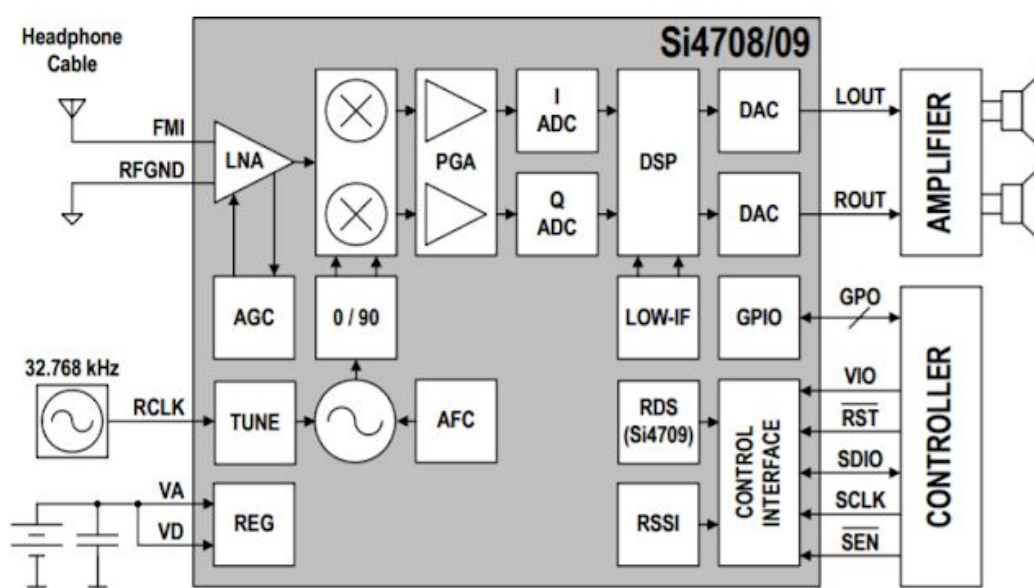 Si4708/09
Headphone
Cable
FMI
RFGND
LNA
PGA
I
ADC
Q
ADC
DSP
DAC
DAC
LOUT
ROUT
AMPLIFIER
AGC
0 / 90
LOW-IF
GPIO
GPO
32.768 kHz
RCLK
TUNE
AFC
RDS
(Si4709)
CONTROL
INTERFACE
VIO
RST
SDIO
SCLK
SEN
CONTROLLER
VA
VD
REG
RSSI